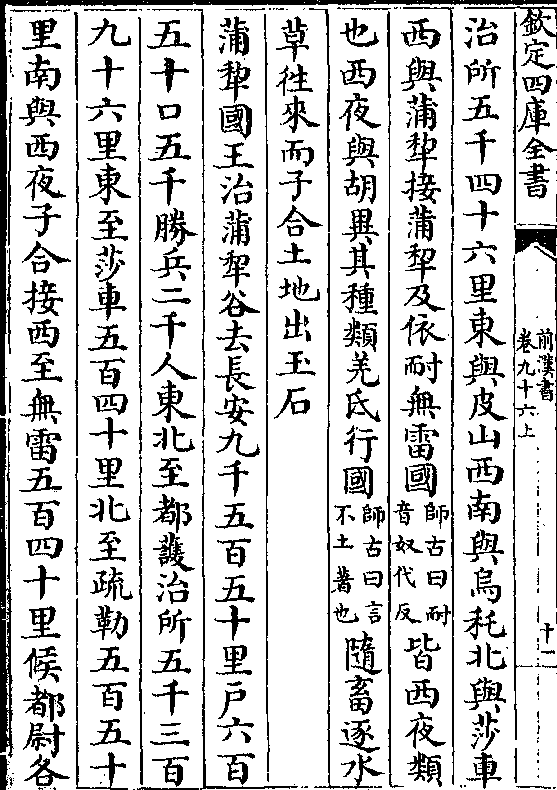 欽定四庫全書
前漢書
卷九十六上
十二
治所五千四十六里東與皮山西南與烏秅北與莎車
西與蒲犁接蒲犁及依耐無雷國師古曰耐音奴代反皆西夜類
也西夜與胡異其種類羌氐行國師古曰言不土著也隨畜逐水
草徃來而子合土地出玉石
蒲犁國王治蒲犁谷去長安九千五百五十里戶六百
五十口五千勝兵二千人東北至都護治所五千三百
九十六里東至莎車五百四十里北至疏勒五百五十
里南與西夜子合接西至無雷五百四十里候都尉各